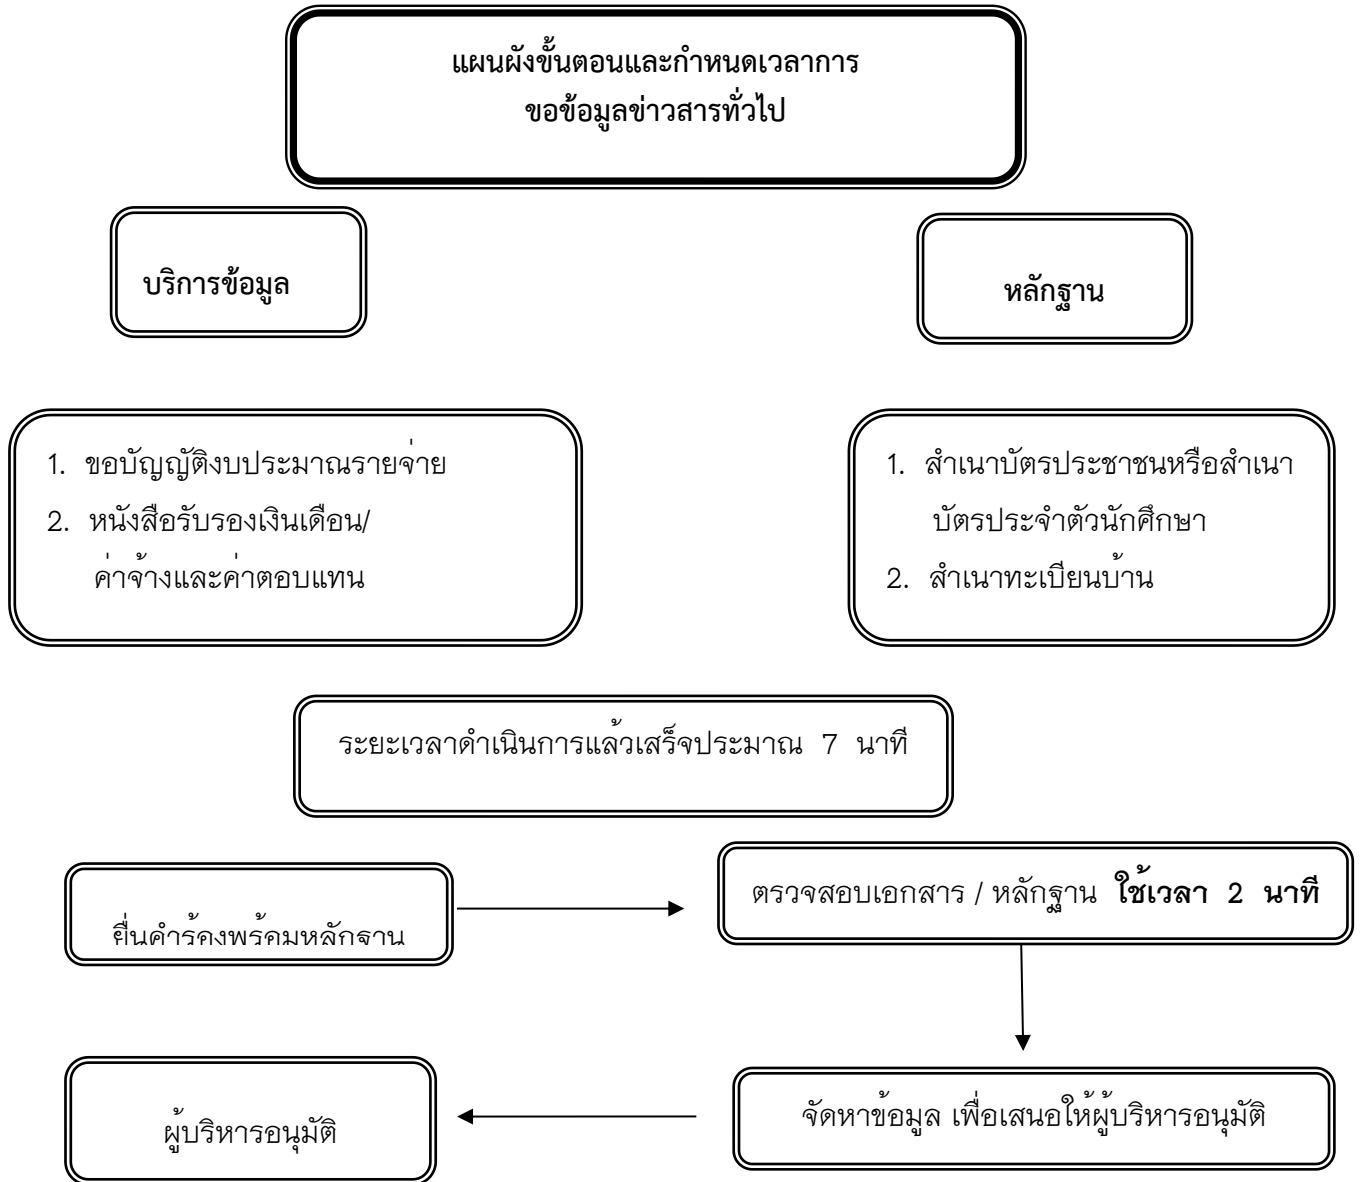 แผนผังขั้นตอนและกำหนดเวลาการ
ขอข้อมูลข่าวสารทั่วไป
บริการข้อมูล
หลักฐาน
1. ขอบัญญัติงบประมาณรายจ่าย
2. หนังสือรับรองเงินเดือน/
ค่าจ้างและค่าตอบแทน
1. สำเนาบัตรประชาชนหรือสำเนา
บัตรประจำตัวนักศึกษา
2. สำเนาทะเบียนบ้าน
ระยะเวลาดำเนินการแล้วเสร็จประมาณ 7 นาที
ยื่นคำร้องพร้อมหลักฐาน
ตรวจสอบเอกสาร / หลักฐาน ใช้เวลา 2 นาที
ผู้บริหารอนุมัติ
จัดหาข้อมูล เพื่อเสนอให้ผู้บริหารอนุมัติ